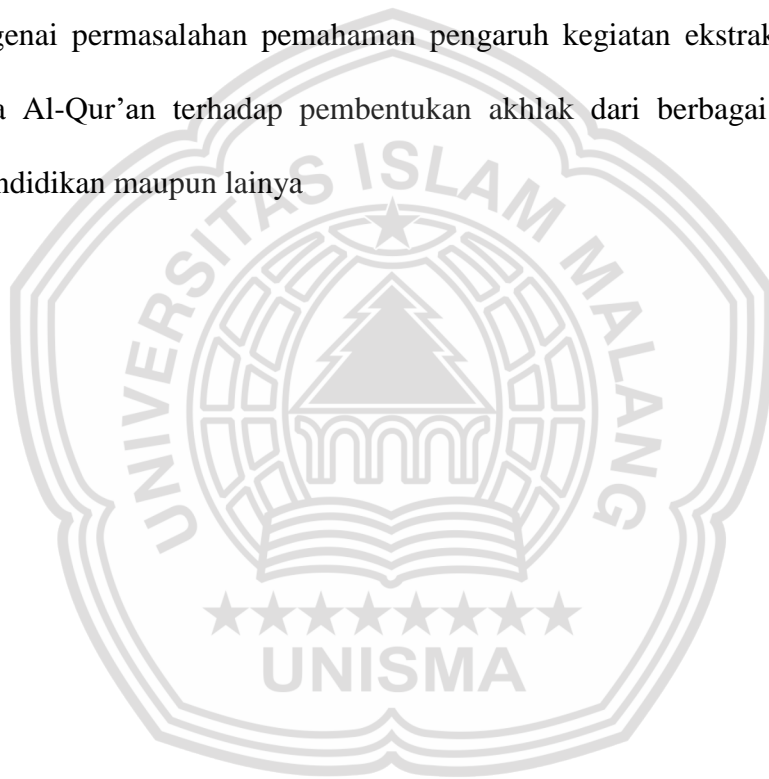 genai permasalahan pemahaman pengaruh kegiatan ekstrak
a Al-Qur’an terhadap pembentukan akhlak dari berbagai
ndidikan maupun lainya
UNIVERSITAS ISLAM MALANG
UNISMA